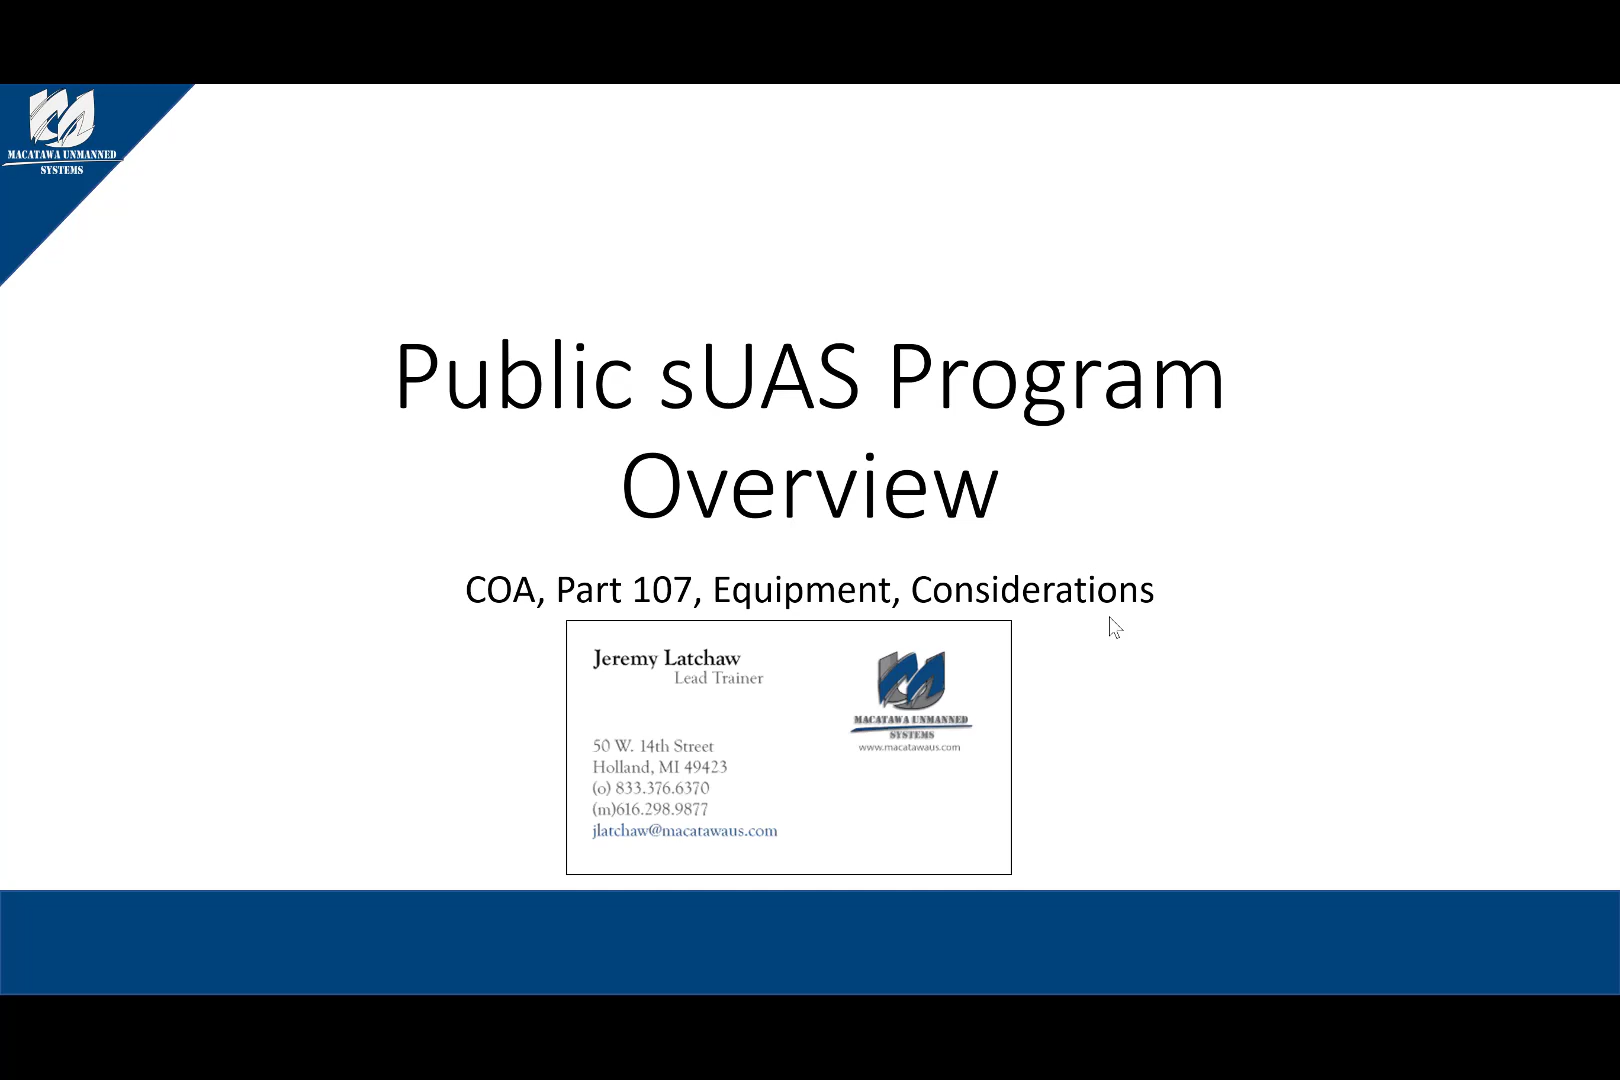 MACATAWA UNMANNED
SYSTEMS
Public sUAS Program
Overview
COA, Part 107, Equipment, Considerations
Jeremy Latchaw
Lead Trainer
MACATAWA UNMANNED
SYSTEMS
www.macatawaus.com
50 W. 14th Street
Holland, MI 49423
(o) 833.376.6370
(m)616.298.9877
jlatchaw@macatawaus.com